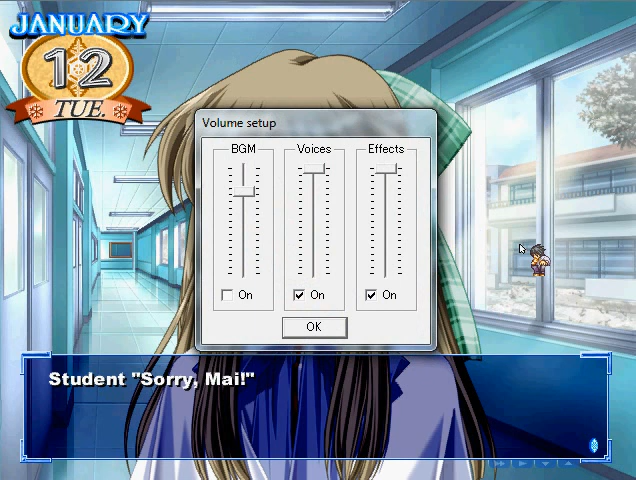 JANUARY
12
TUE.
Volume setup
BGM
Voices
Effects
On
On
On
OK
Student "Sorry, Mai!"